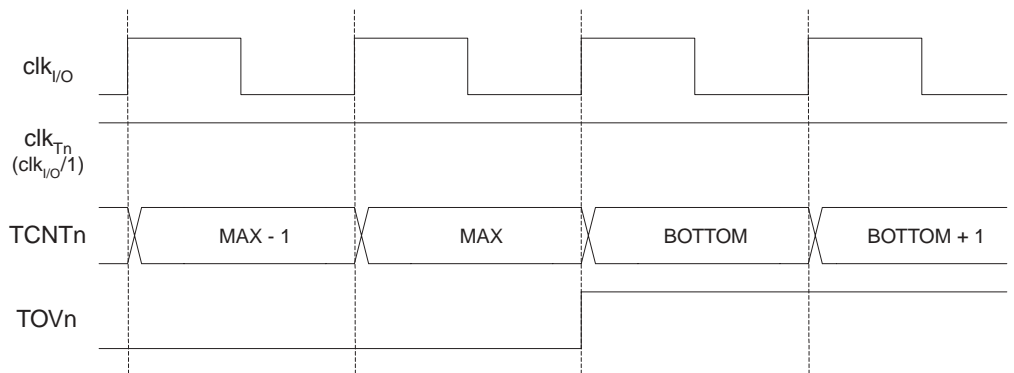 clkI/O
clkTn
(clkI/O/1)
TCNTn MAX - 1 MAX BOTTOM BOTTOM + 1
TOVn